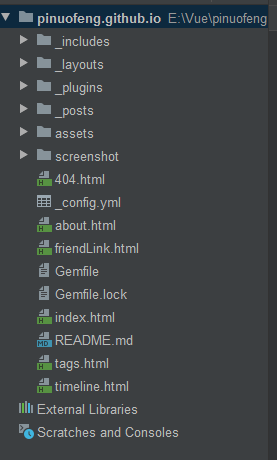 pinuofeng.github.io E:\Vue\pinuofeng
_includes
_layouts
_plugins
_posts
assets
screenshot
404.html
_config.yml
about.html
friendLink.html
Gemfile
Gemfile.lock
index.html
README.md
tags.html
timeline.html
External Libraries
Scratches and Consoles